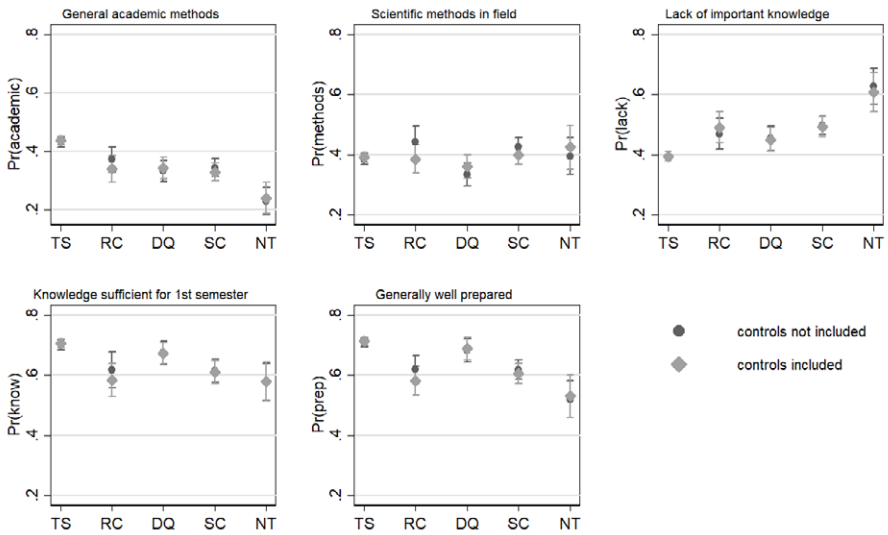 General academic methods
Pr(academic)
.8
.6
.4
.2
TS RC DQ SC NT
Scientific methods in field
Pr(methods)
.8
.6
.4
.2
TS RC DQ SC NT
Lack of important knowledge
Pr(lack)
.8
.6
.4
.2
TS RC DQ SC NT
Knowledge sufficient for 1st semester
Pr(know)
.8
.6
.4
.2
TS RC DQ SC NT
Generally well prepared
Pr(prep)
.8
.6
.4
.2
TS RC DQ SC NT
controls not included
controls included